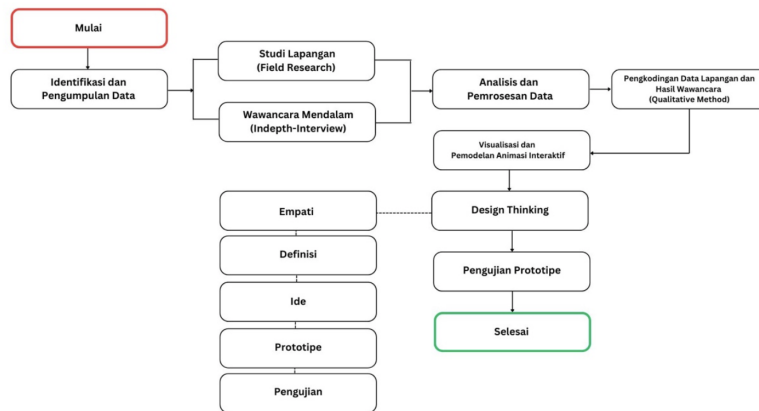 Mulai
Identifikasi dan
Pengumpulan Data
Studi Lapangan
(Field Research)
Wawancara Mendalam
(Indepth-Interview)
Analisis dan
Pemrosesan Data
Pengkodingan Data Lapangan dan
Hasil Wawancara
(Qualitative Method)
Visualisasi dan
Pemodelan Animasi Interaktif
Design Thinking
Empati
Definisi
Ide
Prototipe
Pengujian
Pengujian Prototipe
Selesai